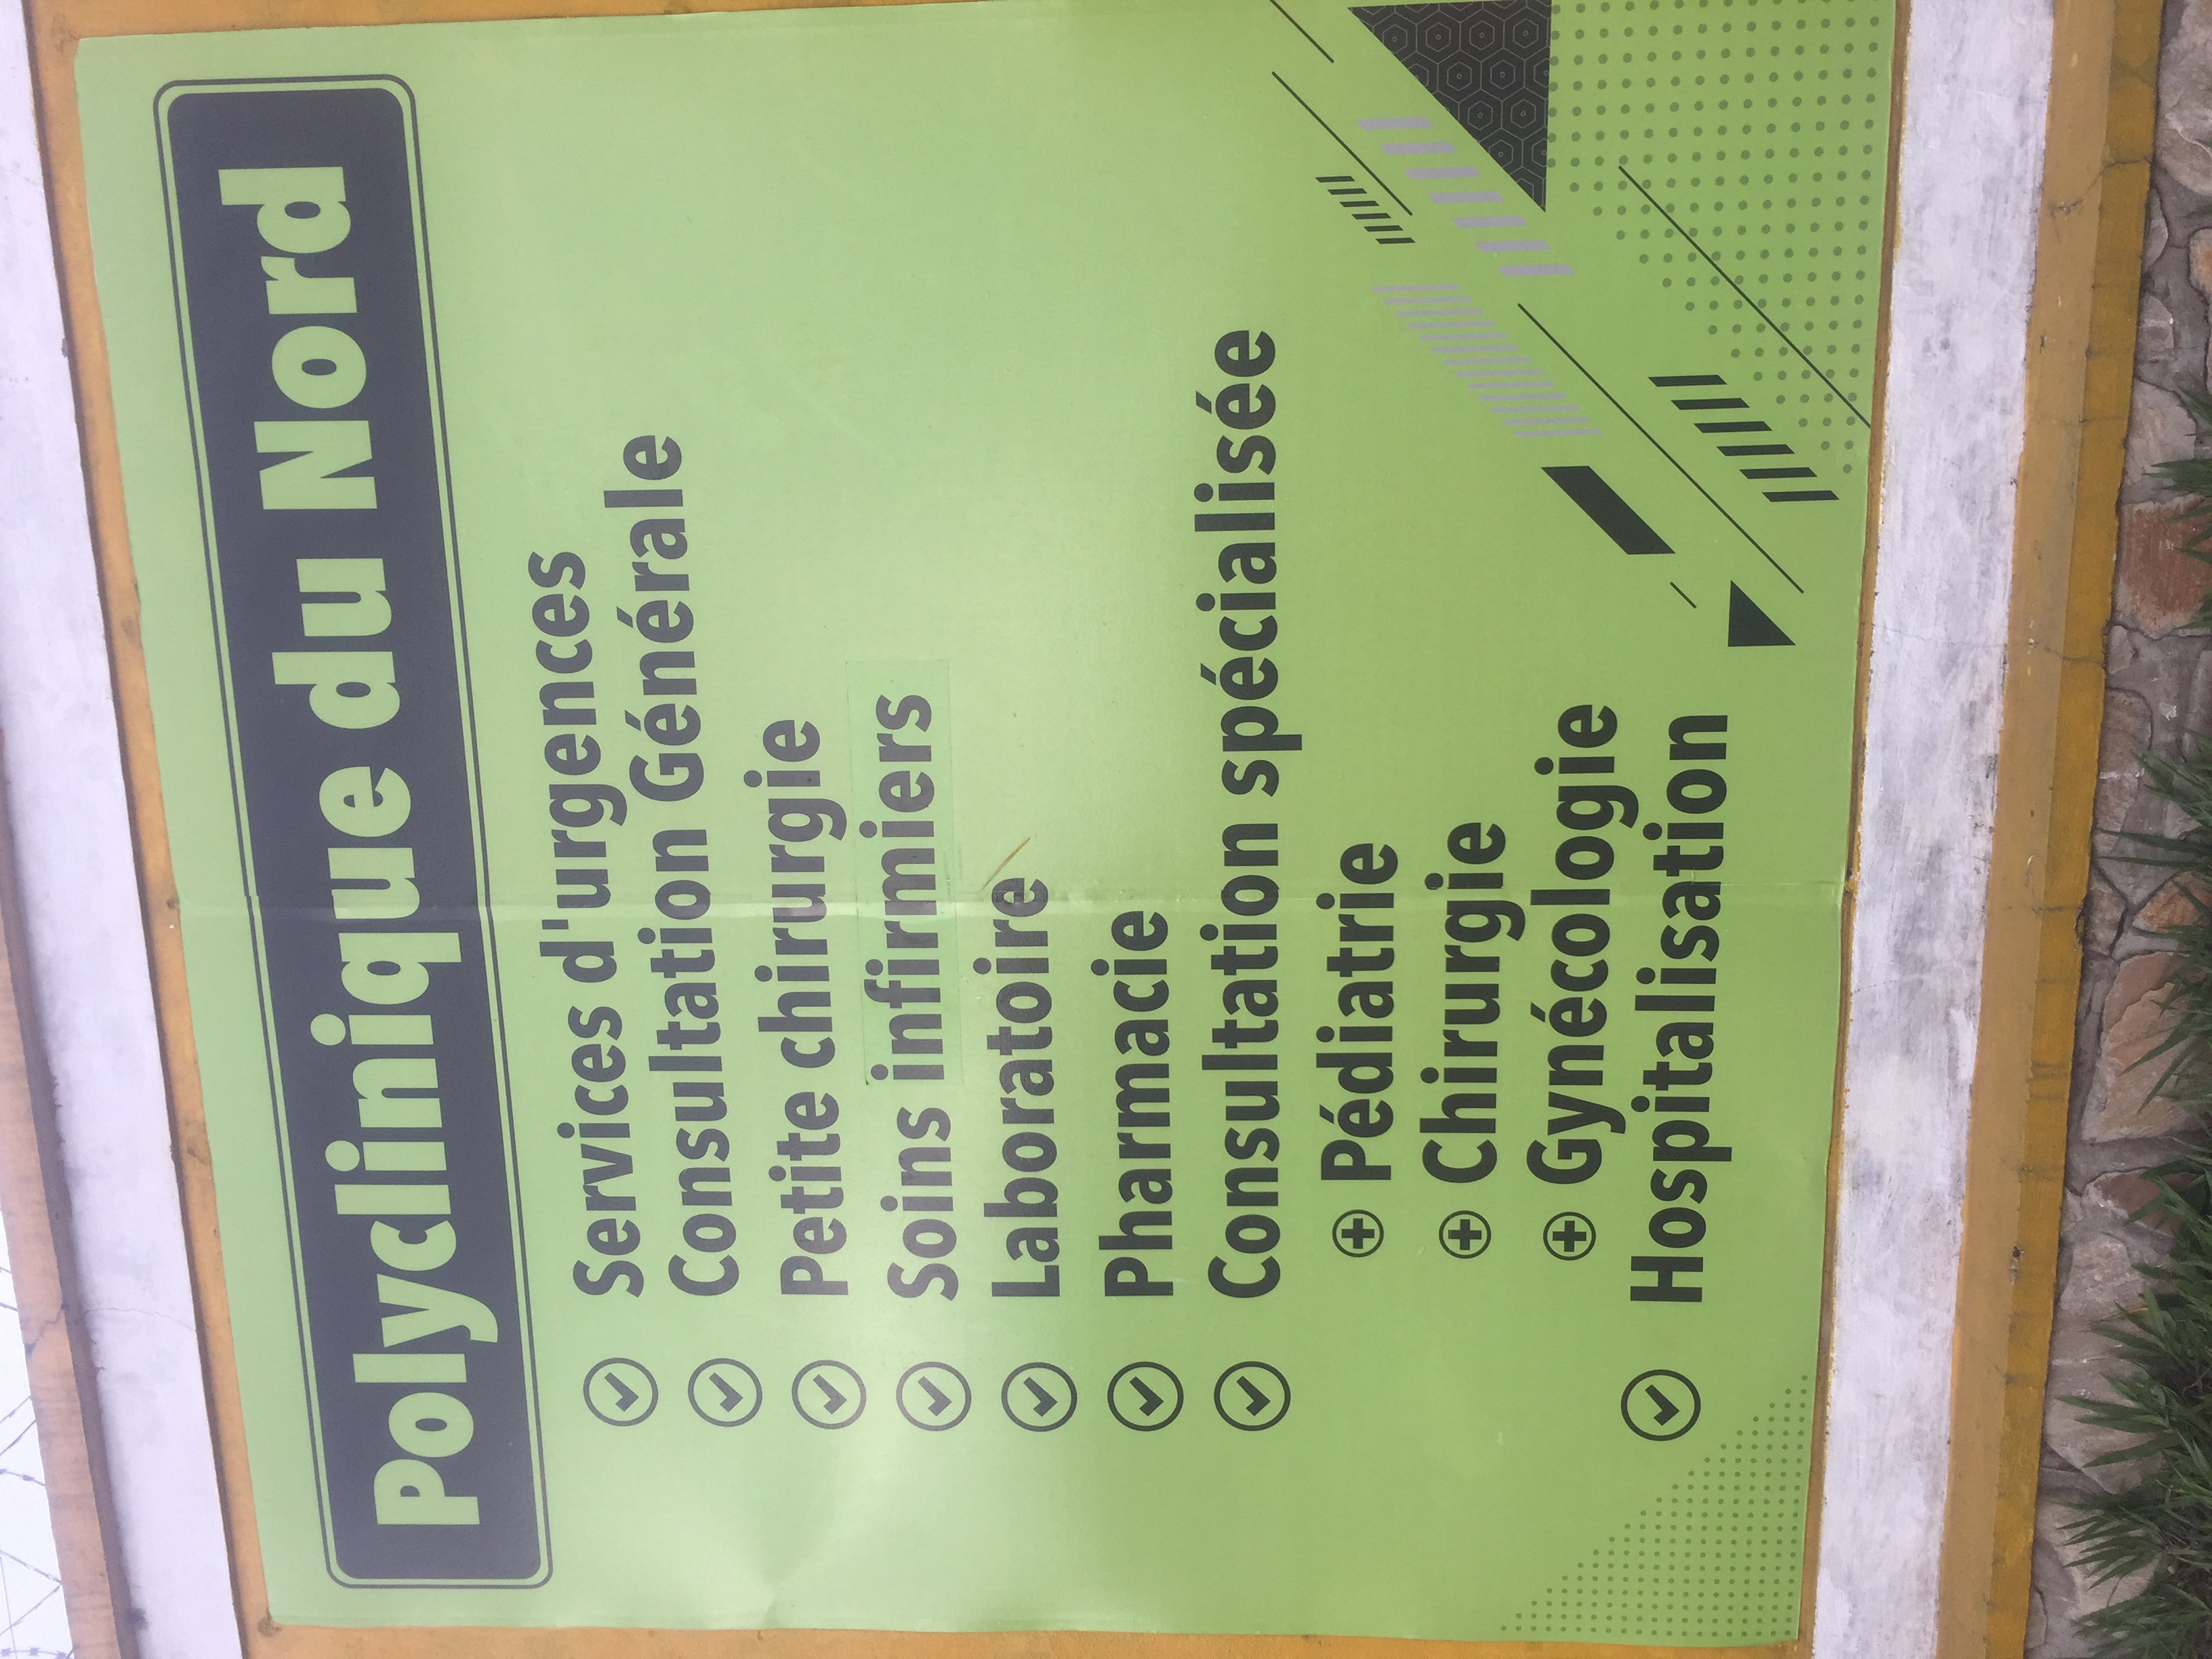 Polyclinique du Nord
Services d'urgences
Consultation Générale
Petite chirurgie
Soins infirmiers
Laboratoire
Pharmacie
Consultation spécialisée
Pédiatrie
Chirurgie
Gynécologie
Hospitalisation